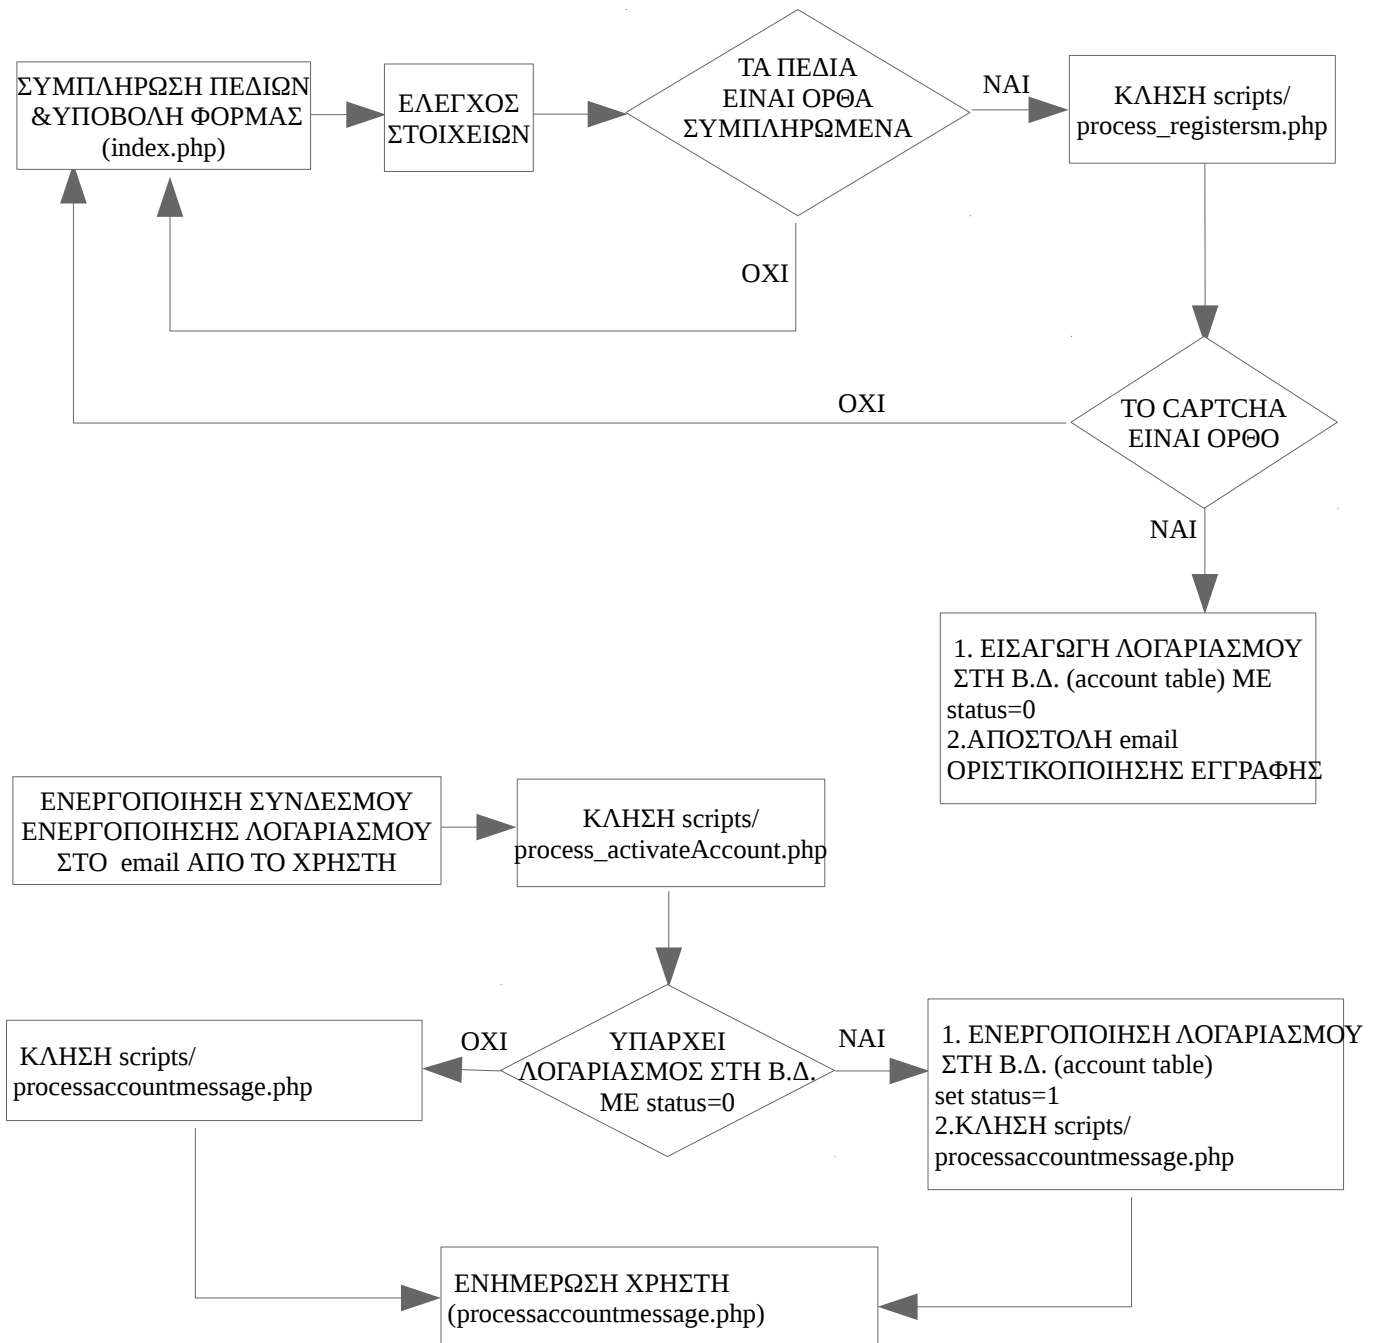 ΣΥΜΠΛΗΡΩΣΗ ΠΕΔΙΩΝ
&ΥΠΟΒΟΛΗ ΦΟΡΜΑΣ
(index.php)
ΕΛΕΓΧΟΣ
ΣΤΟΙΧΕΙΩΝ
ΤΑ ΠΕΔΙΑ
ΕΙΝΑΙ ΟΡΘΑ
ΣΥΜΠΛΗΡΩΜΕΝΑ
ΝΑΙ
ΚΛΗΣΗ scripts/
process_registersm.php
ΟΧΙ
ΟΧΙ
ΤΟ CAPTCHA
ΕΙΝΑΙ ΟΡΘΟ
ΝΑΙ
1. ΕΙΣΑΓΩΓΗ ΛΟΓΑΡΙΑΣΜΟΥ
ΣΤΗ Β.Δ. (account table) ΜΕ
status=0
2.ΑΠΟΣΤΟΛΗ email
ΟΡΙΣΤΙΚΟΠΟΙΗΣΗΣ ΕΓΓΡΑΦΗΣ
ΕΝΕΡΓΟΠΟΙΗΣΗ ΣΥΝΔΕΣΜΟΥ
ΕΝΕΡΓΟΠΟΙΗΣΗΣ ΛΟΓΑΡΙΑΣΜΟΥ
ΣΤΟ email ΑΠΟ ΤΟ ΧΡΗΣΤΗ
ΚΛΗΣΗ scripts/
process_activateAccount.php
ΚΛΗΣΗ scripts/
processaccountmessage.php
ΟΧΙ
ΥΠΑΡΧΕΙ
ΛΟΓΑΡΙΑΣΜΟΣ ΣΤΗ Β.Δ.
ΜΕ status=0
ΝΑΙ
1. ΕΝΕΡΓΟΠΟΙΗΣΗ ΛΟΓΑΡΙΑΣΜΟΥ
ΣΤΗ Β.Δ. (account table)
set status=1
2.ΚΛΗΣΗ scripts/
processaccountmessage.php
ΕΝΗΜΕΡΩΣΗ ΧΡΗΣΤΗ
(processaccountmessage.php)